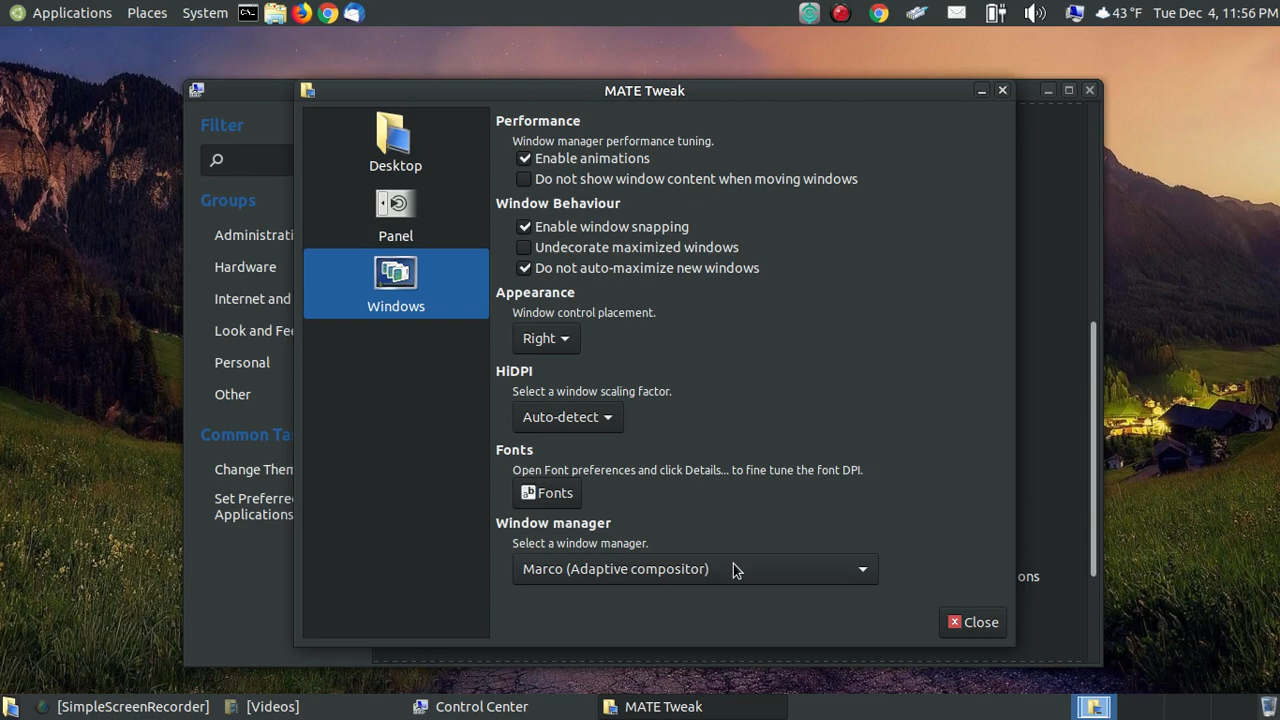 Applications Places System
43 °F Tue Dec 4, 11:56 PM
MATE Tweak
Filter
Groups
Administrati
Hardware
Internet and
Look and Fee
Personal
Other
Common Ta
Change Them
Set Preferre
Applications
ons
Desktop
Panel
Windows
Performance
Window manager performance tuning.
Enable animations
Do not show window content when moving windows
Window Behaviour
Enable window snapping
Undecorate maximized windows
Do not auto-maximize new windows
Appearance
Window control placement.
Right
HiDPI
Select a window scaling factor.
Auto-detect
Fonts
Open Font preferences and click Details... to fine tune the font DPI.
Fonts
Window manager
Select a window manager.
Marco (Adaptive compositor)
Close
[SimpleScreenRecorder] [Videos] Control Center MATE Tweak